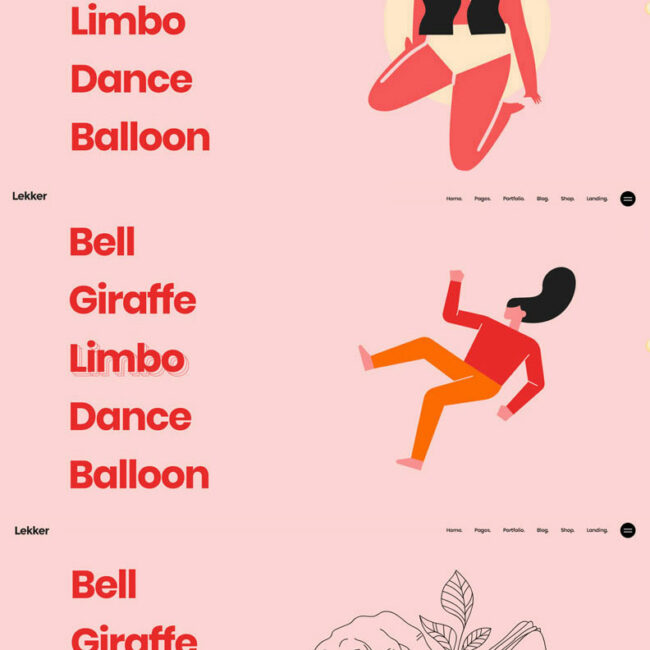 Limbo
Dance
Balloon
Lekker
Home. Pages. Portfolio. Blog. Shop. Landing.
Bell
Giraffe
Limbo
Dance
Balloon
Lekker
Home. Pages. Portfolio. Blog. Shop. Landing.
Bell
Giraffe